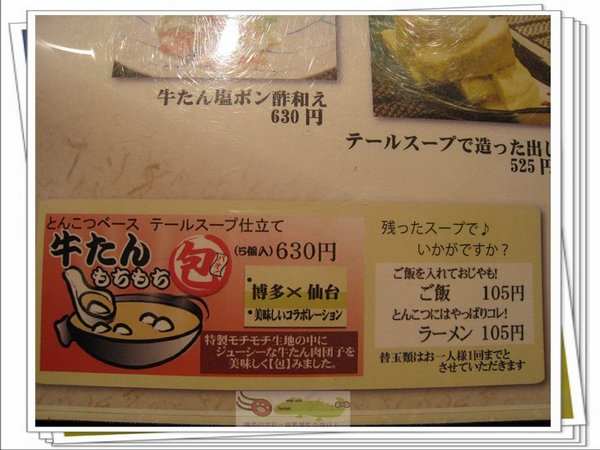 牛たん塩ポン酢和え
630円
テールスープで造った出し
525円
とんこつベース テールスープ仕立て
牛たん
もちもち
包
(5個入)630円
・博多×仙台
・美味しいコラボレーション
特製モチモチ生地の中に
ジューシーな牛たん肉団子を
美味しく【包】みました。
残ったスープで♪
いかがですか?
ご飯を入れておじやも!
ご飯 105円
とんこつにはやっぱりコレ!
ラーメン 105円
替玉類はお一人様1回までと
させていただきます